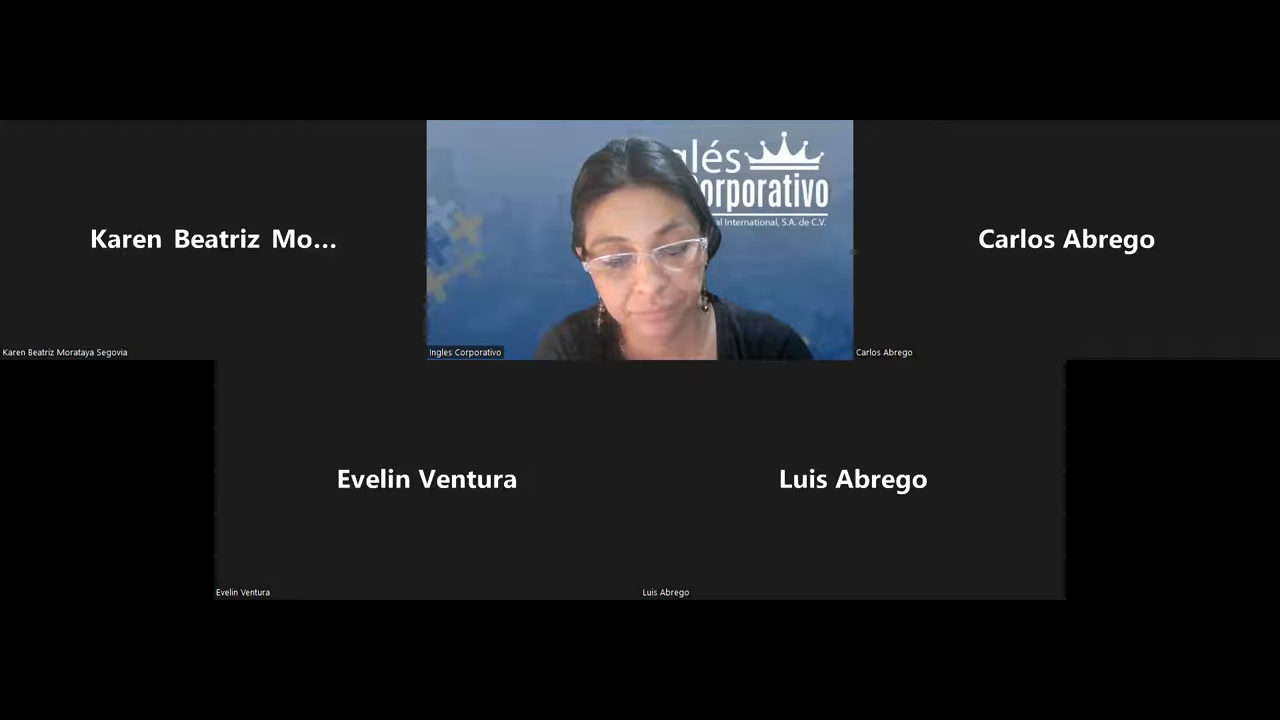 Karen Beatriz Mo...
Karen Beatriz Morataya Segovia
glés
orporativo
al International, S.A. de C.V.
Ingles Corporativo
Carlos Abrego
Carlos Abrego
Evelin Ventura
Evelin Ventura
Luis Abrego
Luis Abrego